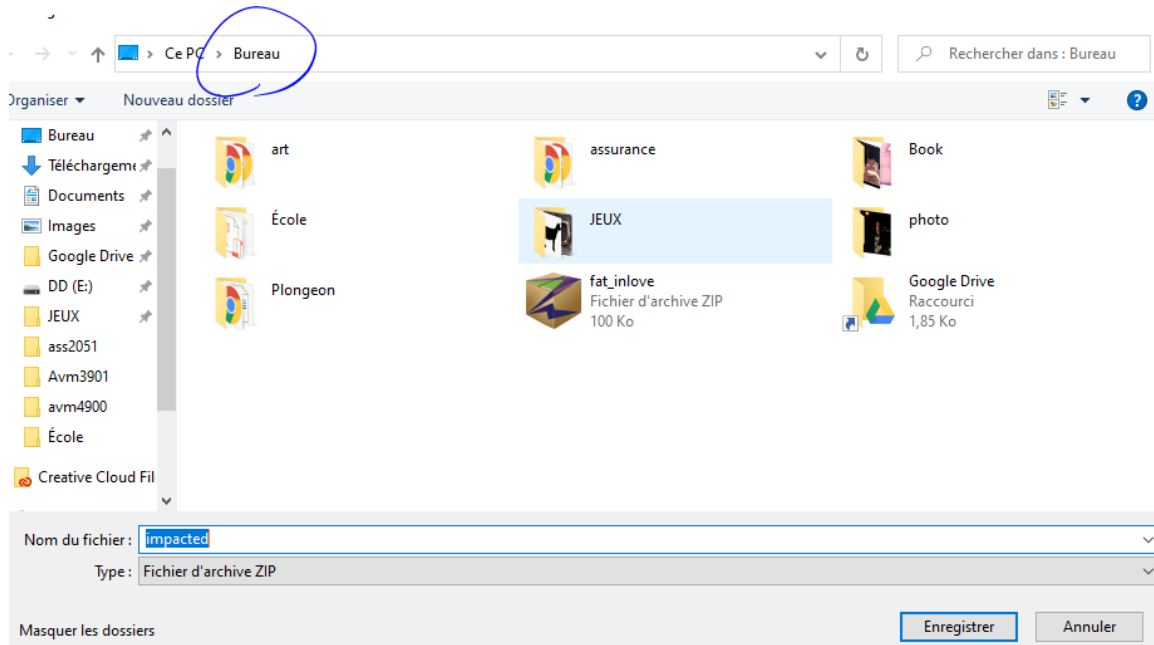 Ce PC > Bureau
Rechercher dans : Bureau
Organiser
Nouveau dossier
Bureau
Téléchargeme
Documents
Images
Google Drive
DD (E:)
JEUX
ass2051
Avm3901
avm4900
École
Creative Cloud Fil
art
assurance
Book
École
JEUX
photo
Plongeon
fat_inlove
Fichier d'archive ZIP
100 Ko
Google Drive
Raccourci
1,85 Ko
Nom du fichier : impacted
Type : Fichier d'archive ZIP
Masquer les dossiers
Enregistrer
Annuler